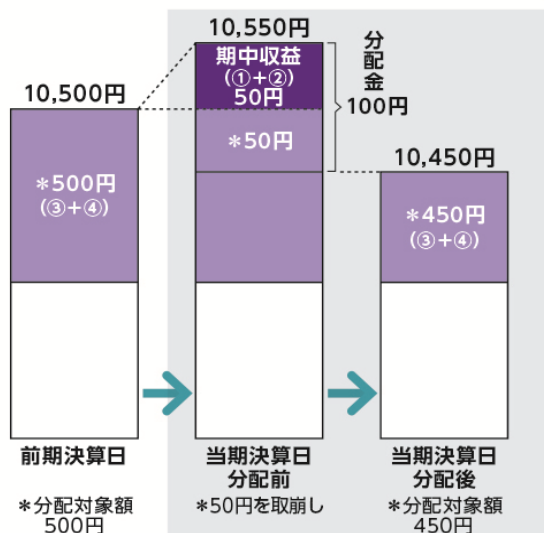 10,500円
*500円
(③+④)
前期決算日
*分配対象額
500円
10,550円
期中収益
(①+②)
50円
*50円
分配金
100円
当期決算日
分配前
*50円を取崩し
10,450円
*450円
(③+④)
当期決算日
分配後
*分配対象額
450円